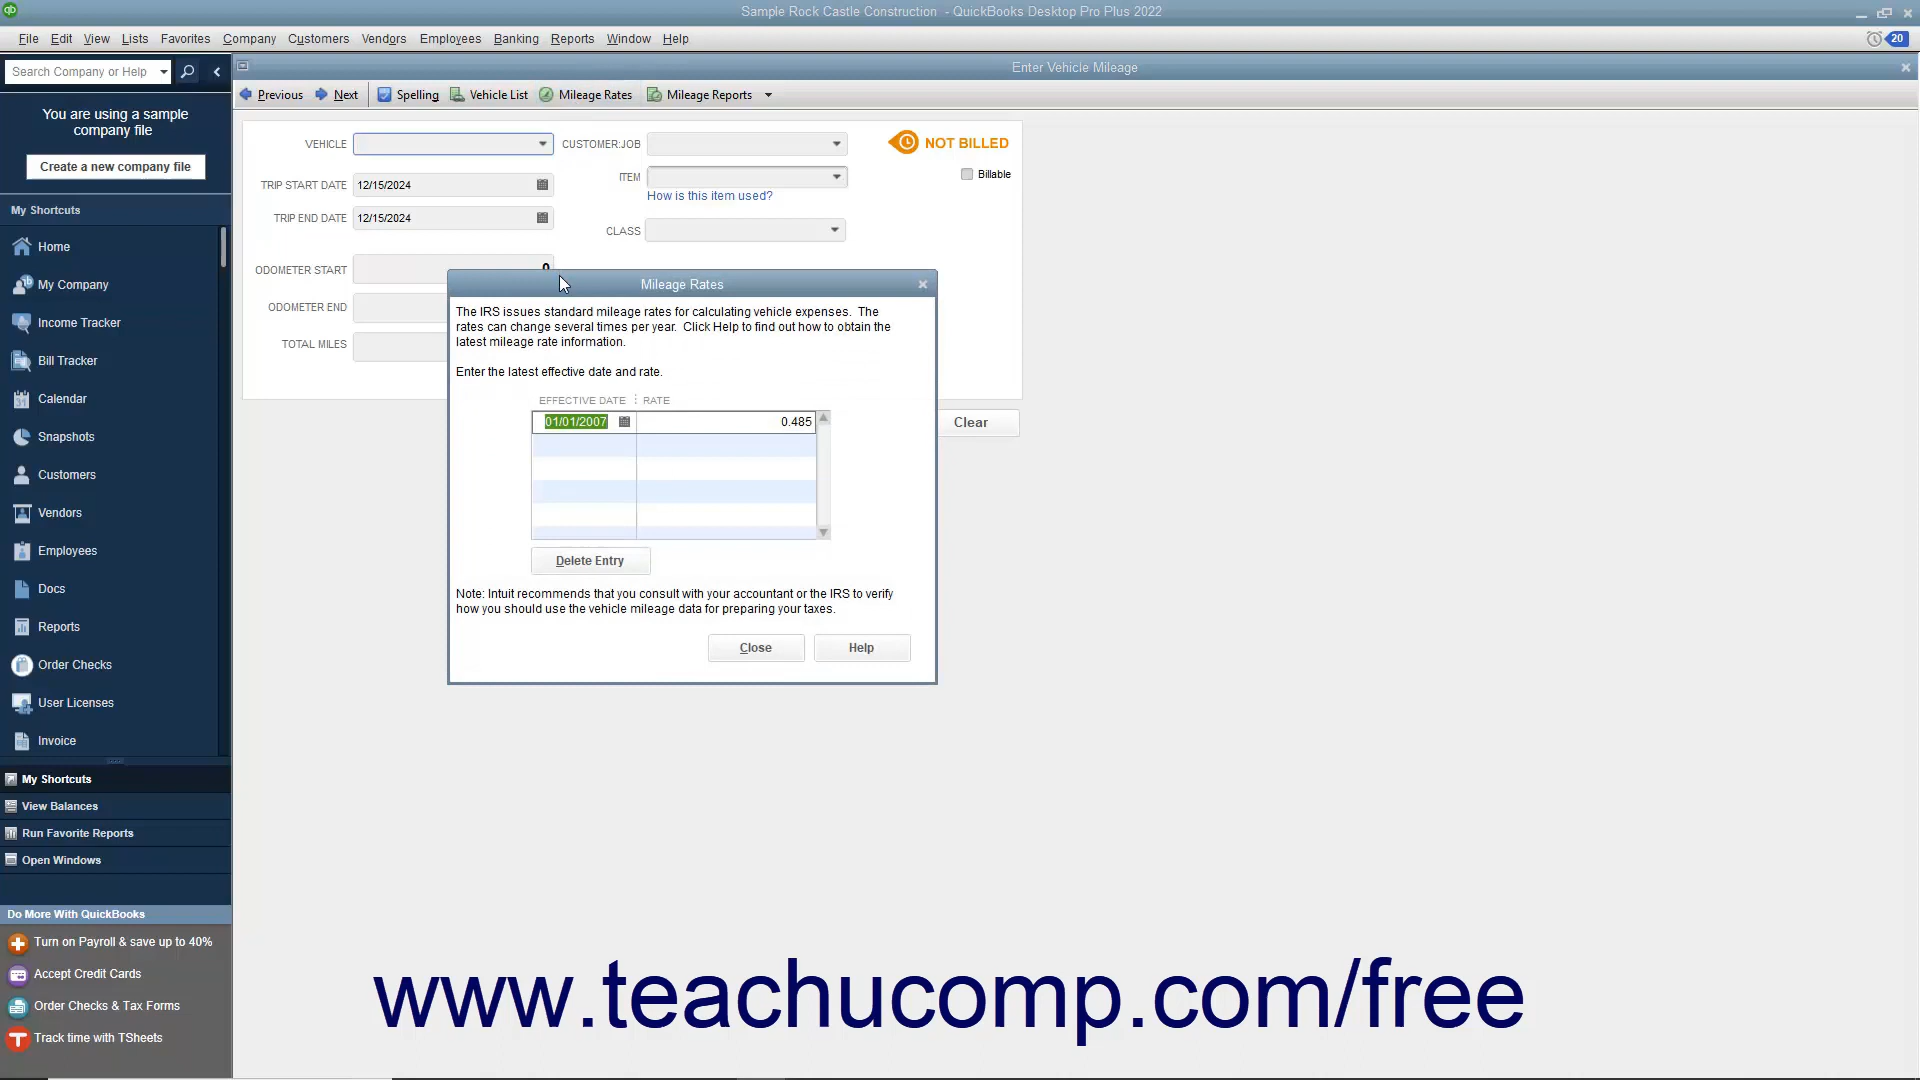 Sample Rock Castle Construction - QuickBooks Desktop Pro Plus 2022
File Edit View Lists Favorites Company Customers Vendors Employees Banking Reports Window Help
20
Search Company or Help
Enter Vehicle Mileage
Previous Next Spelling Vehicle List Mileage Rates Mileage Reports
You are using a sample
company file
Create a new company file
My Shortcuts
Home
My Company
Income Tracker
Bill Tracker
Calendar
Snapshots
Customers
Vendors
Employees
Docs
Reports
Order Checks
User Licenses
Invoice
My Shortcuts
View Balances
Run Favorite Reports
Open Windows
Do More With QuickBooks
Turn on Payroll & save up to 40%
Accept Credit Cards
Order Checks & Tax Forms
Track time with TSheets
VEHICLE
CUSTOMER:JOB
NOT BILLED
TRIP START DATE 12/15/2024
ITEM
Billable
How is this item used?
TRIP END DATE 12/15/2024
CLASS
ODOMETER START 0
ODOMETER END
TOTAL MILES
Clear
Mileage Rates
The IRS issues standard mileage rates for calculating vehicle expenses. The
rates can change several times per year. Click Help to find out how to obtain the
latest mileage rate information.
Enter the latest effective date and rate.
EFFECTIVE DATE RATE
01/01/2007 0.485
Delete Entry
Note: Intuit recommends that you consult with your accountant or the IRS to verify
how you should use the vehicle mileage data for preparing your taxes.
Close Help
www.teachucomp.com/free